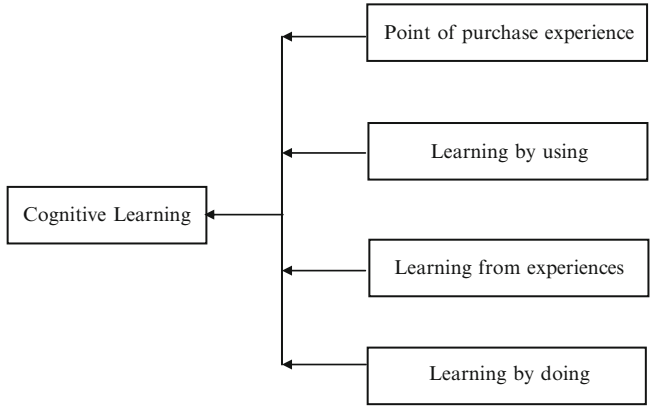 Point of purchase experience
Learning by using
Cognitive Learning
Learning from experiences
Learning by doing